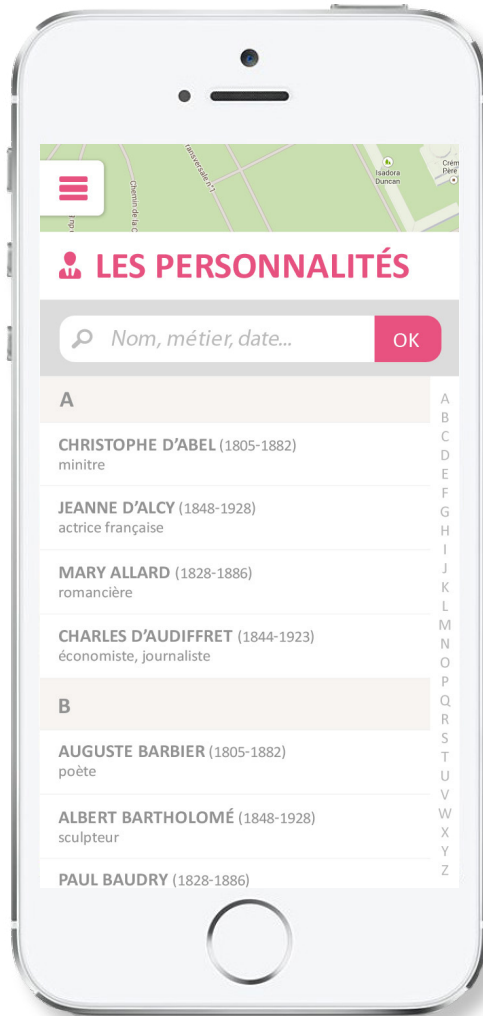 Transversale n°1
Chemin de la C
Isadora
Duncan
Crém
Père
LES PERSONNALITÉS
Nom, métier, date...
OK
A
CHRISTOPHE D'ABEL (1805-1882)
minitre
JEANNE D'ALCY (1848-1928)
actrice française
MARY ALLARD (1828-1886)
romancière
CHARLES D'AUDIFFRET (1844-1923)
économiste, journaliste
B
AUGUSTE BARBIER (1805-1882)
poète
ALBERT BARTHOLOMÉ (1848-1928)
sculpteur
PAUL BAUDRY (1828-1886)
A
B
C
D
E
F
G
H
I
J
K
L
M
N
O
P
Q
R
S
T
U
V
W
X
Y
Z